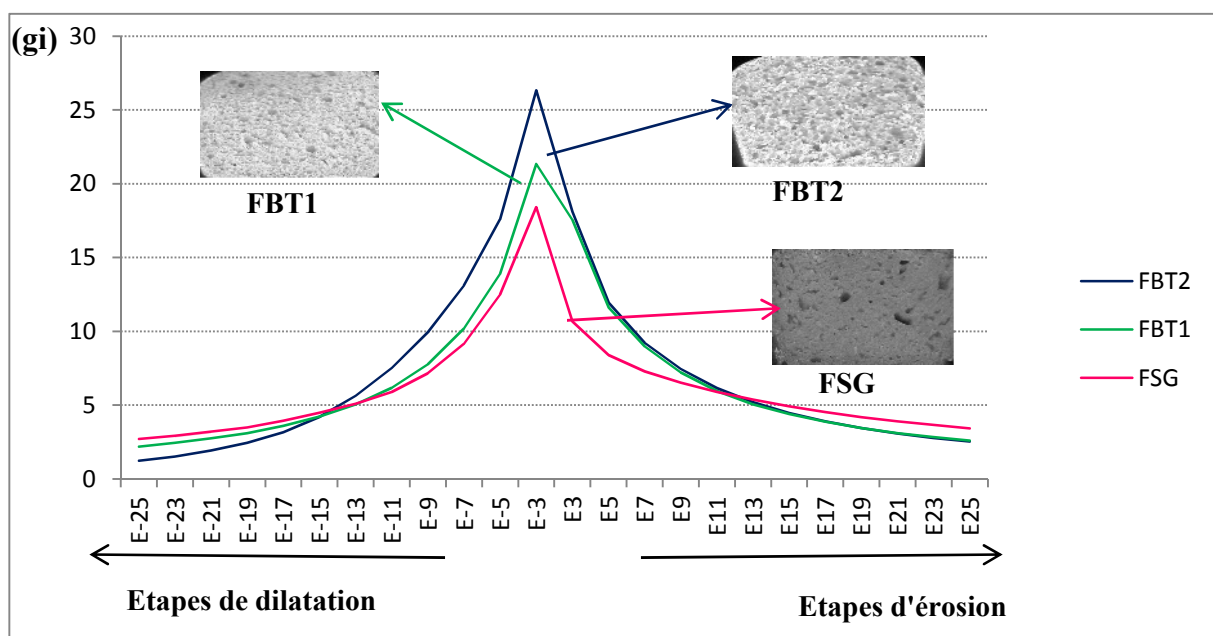 (gi)
30
25
20
15
10
5
0
FBT1
FBT2
FSG
FBT2
FBT1
FSG
E-25
E-23
E-21
E-19
E-17
E-15
E-13
E-11
E-9
E-7
E-5
E-3
E3
E5
E7
E9
E11
E13
E15
E17
E19
E21
E23
E25
Etapes de dilatation
Etapes d'érosion